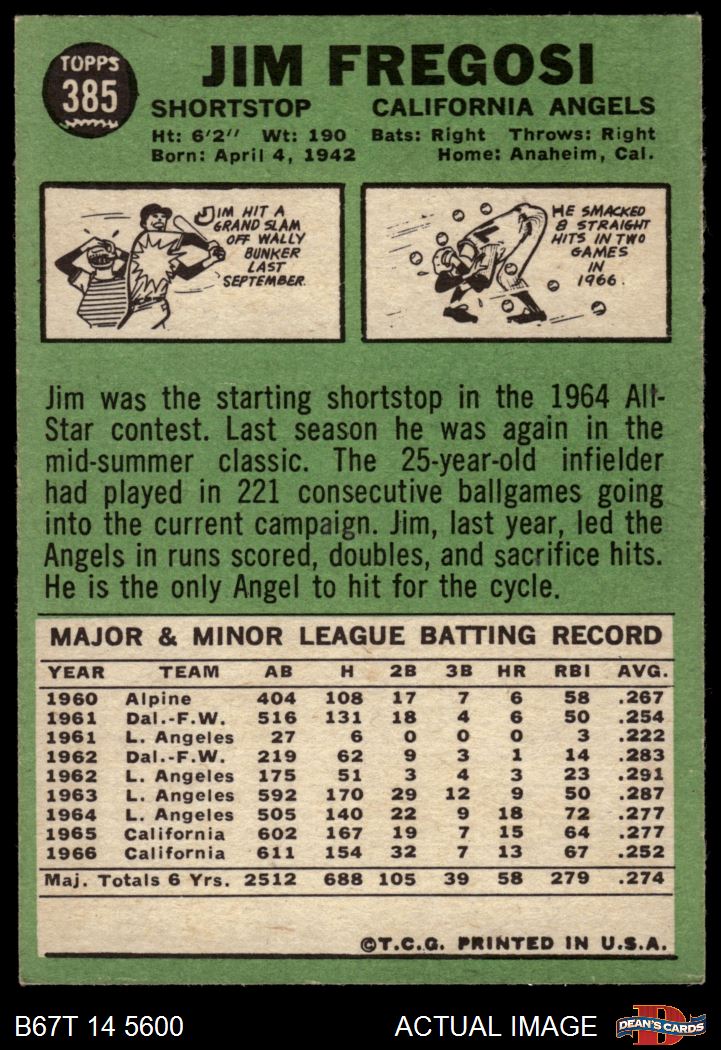 TOPPS
385
JIM FREGOSI
SHORTSTOP CALIFORNIA ANGELS
Ht: 6'2" Wt: 190 Bats: Right Throws: Right
Born: April 4, 1942 Home: Anaheim, Cal.
JIM HIT A
GRAND SLAM
OFF WALLY
BUNKER
LAST
SEPTEMBER.
HE SMACKED
8 STRAIGHT
HITS IN TWO
GAMES
IN
1966.
Jim was the starting shortstop in the 1964 All-
Star contest. Last season he was again in the
mid-summer classic. The 25-year-old infielder
had played in 221 consecutive ballgames going
into the current campaign. Jim, last year, led the
Angels in runs scored, doubles, and sacrifice hits.
He is the only Angel to hit for the cycle.
MAJOR & MINOR LEAGUE BATTING RECORD
YEAR TEAM AB H 2B 3B HR RBI AVG.
1960 Alpine 404 108 17 7 6 58 .267
1961 Dal.-F.W. 516 131 18 4 6 50 .254
1961 L. Angeles 27 6 0 0 0 3 .222
1962 Dal.-F.W. 219 62 9 3 1 14 .283
1962 L. Angeles 175 51 3 4 3 23 .291
1963 L. Angeles 592 170 29 12 9 50 .287
1964 L. Angeles 505 140 22 9 18 72 .277
1965 California 602 167 19 7 15 64 .277
1966 California 611 154 32 7 13 67 .252
Maj. Totals 6 Yrs. 2512 688 105 39 58 279 .274
©T.C.G. PRINTED IN U.S.A.
B67T 14 5600 ACTUAL IMAGE
D
DEAN'S CARDS